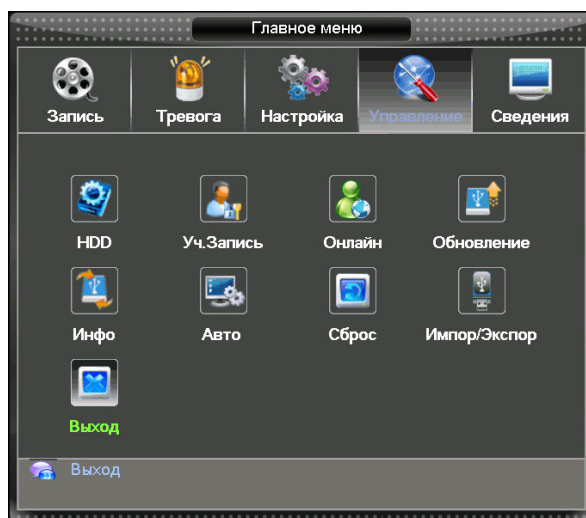 Главное меню
Запись Тревога Настройка Управление Сведения
HDD Уч.Запись Онлайн Обновление
Инфо Авто Сброс Импор/Экспор
Выход
Выход